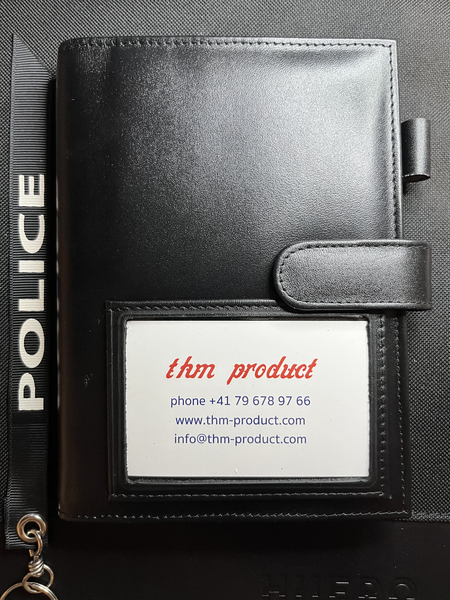 POLICE
thm product
phone +41 79 678 97 66
www.thm-product.com
info@thm-product.com